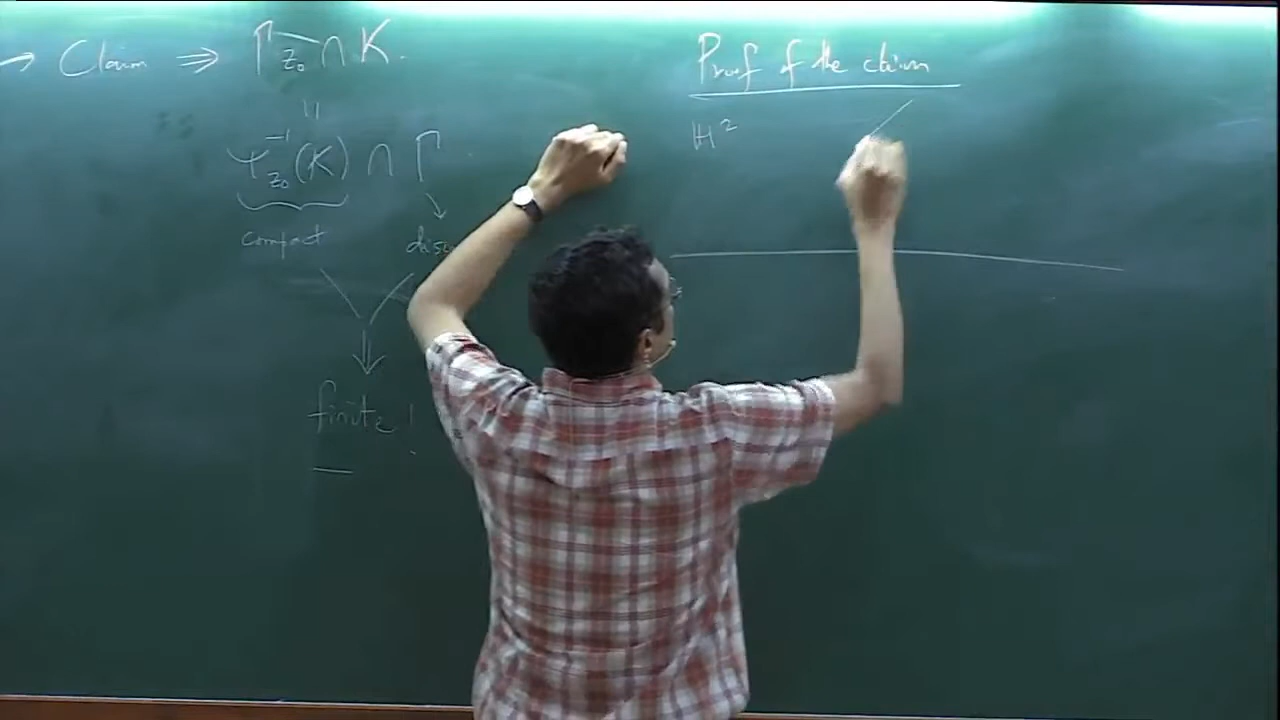 → Claim ⇒ Γ_{z₀} ∩ K.
||
Ψ_{z₀}^{-1}(K) ∩ Γ
compact
finite !
Proof of the claim
ℍ²